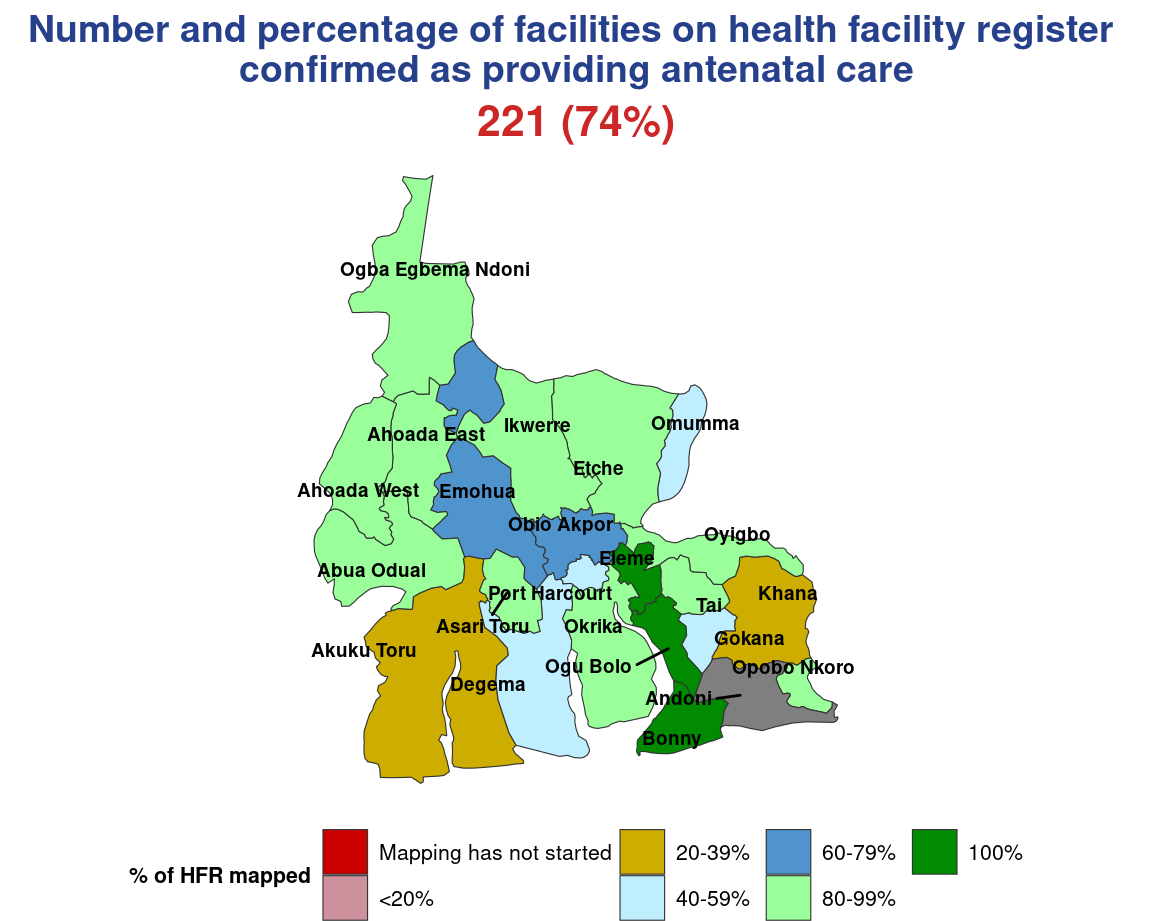 Number and percentage of facilities on health facility register
confirmed as providing antenatal care
221 (74%)
Ogba Egbema Ndoni
Ikwerre
Omumma
Ahoada East
Etche
Ahoada West
Emohua
Obio Akpor
Oyigbo
Eleme
Abua Odual
Port Harcourt
Khana
Tai
Asari Toru
Okrika
Gokana
Akuku Toru
Ogu Bolo
Opobo Nkoro
Degema
Andoni
Bonny
% of HFR mapped
Mapping has not started
<20%
20-39%
40-59%
60-79%
80-99%
100%